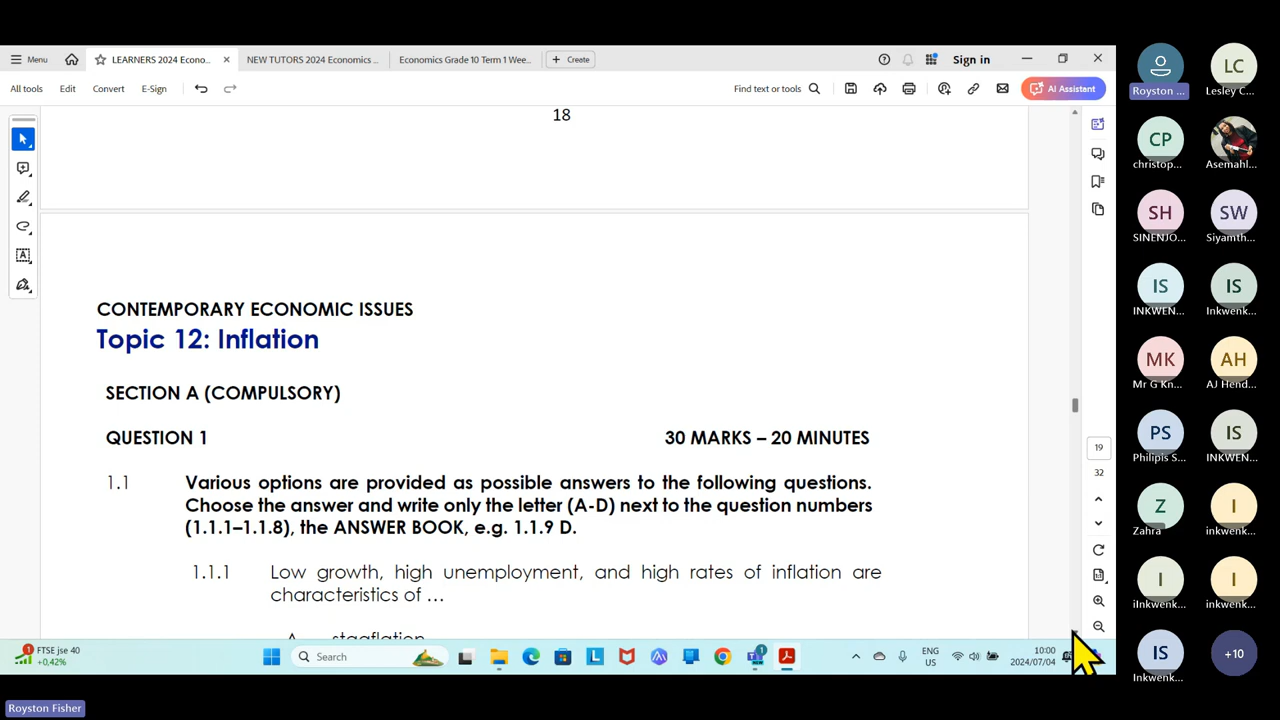 Menu
LEARNERS 2024 Econo...
NEW TUTORS 2024 Economics ...
Economics Grade 10 Term 1 Wee...
Create
Sign in
All tools
Edit
Convert
E-Sign
Find text or tools
AI Assistant
18
CONTEMPORARY ECONOMIC ISSUES
Topic 12: Inflation
SECTION A (COMPULSORY)
QUESTION 1 30 MARKS – 20 MINUTES
1.1 Various options are provided as possible answers to the following questions.
Choose the answer and write only the letter (A-D) next to the question numbers
(1.1.1–1.1.8), the ANSWER BOOK, e.g. 1.1.9 D.
1.1.1 Low growth, high unemployment, and high rates of inflation are
characteristics of …
A stagflation
19
32
1
FTSE jse 40
+0,42%
Search
1
ENG
US
10:00
2024/07/04
Royston Fisher
Royston ...
LC
Lesley C...
CP
christop...
Asemahl...
SH
SINENJO...
SW
Siyamth...
IS
INKWEN...
IS
Inkwenk...
MK
Mr G Kn...
AH
AJ Hend...
PS
Philipis S...
IS
INKWEN...
Z
Zahra
I
inkwenk...
I
iInkwenk...
I
inkwenk...
IS
Inkwenk...
+10